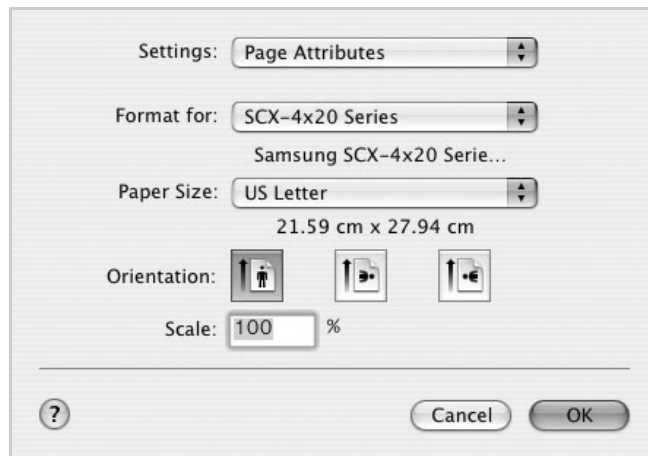 Settings: Page Attributes
Format for: SCX-4x20 Series
Samsung SCX-4x20 Serie...
Paper Size: US Letter
21.59 cm x 27.94 cm
Orientation:
Scale: 100 %
? Cancel OK